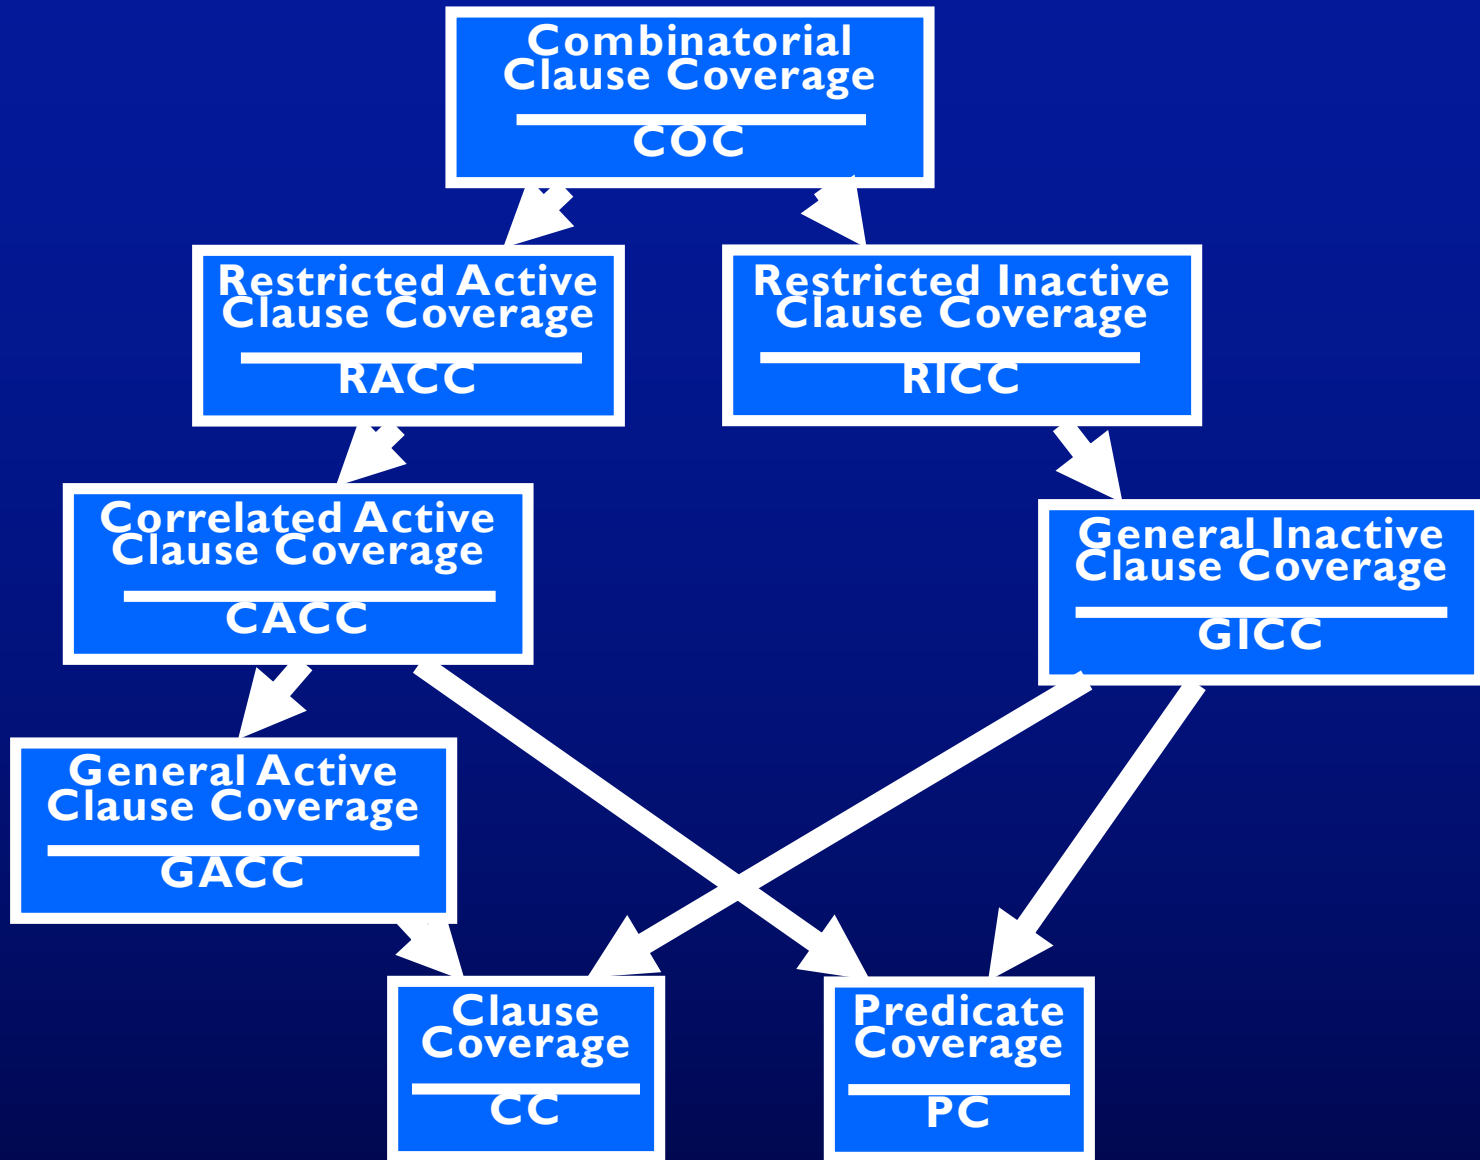 Combinatorial
Clause Coverage
COC
Restricted Active
Clause Coverage
RACC
Restricted Inactive
Clause Coverage
RICC
Correlated Active
Clause Coverage
CACC
General Inactive
Clause Coverage
GICC
General Active
Clause Coverage
GACC
Clause
Coverage
CC
Predicate
Coverage
PC